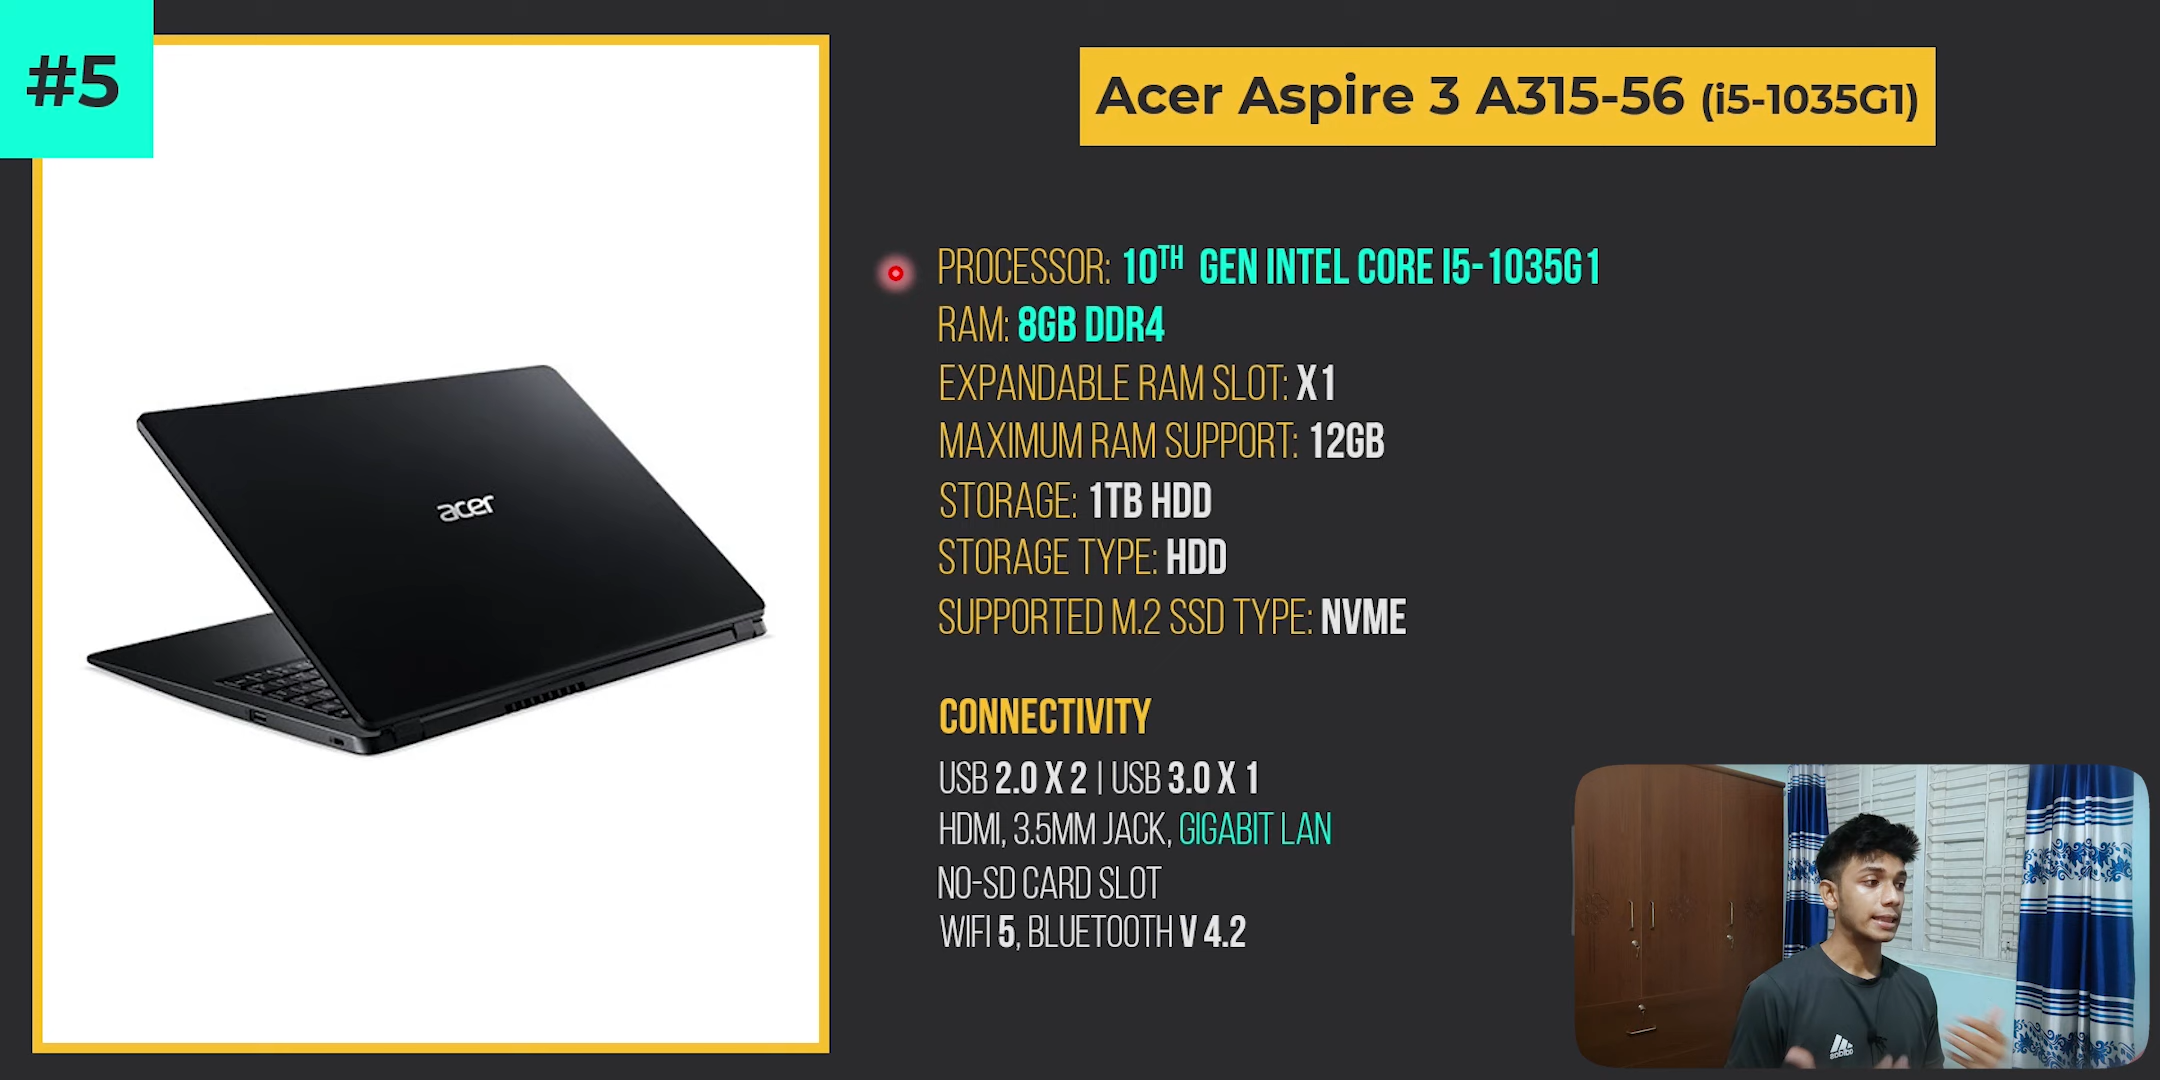 #5
Acer Aspire 3 A315-56 (i5-1035G1)
acer
PROCESSOR: 10TH GEN INTEL CORE I5-1035G1
RAM: 8GB DDR4
EXPANDABLE RAM SLOT: X1
MAXIMUM RAM SUPPORT: 12GB
STORAGE: 1TB HDD
STORAGE TYPE: HDD
SUPPORTED M.2 SSD TYPE: NVME
CONNECTIVITY
USB 2.0 X 2 | USB 3.0 X 1
HDMI, 3.5MM JACK, GIGABIT LAN
NO-SD CARD SLOT
WIFI 5, BLUETOOTH V 4.2